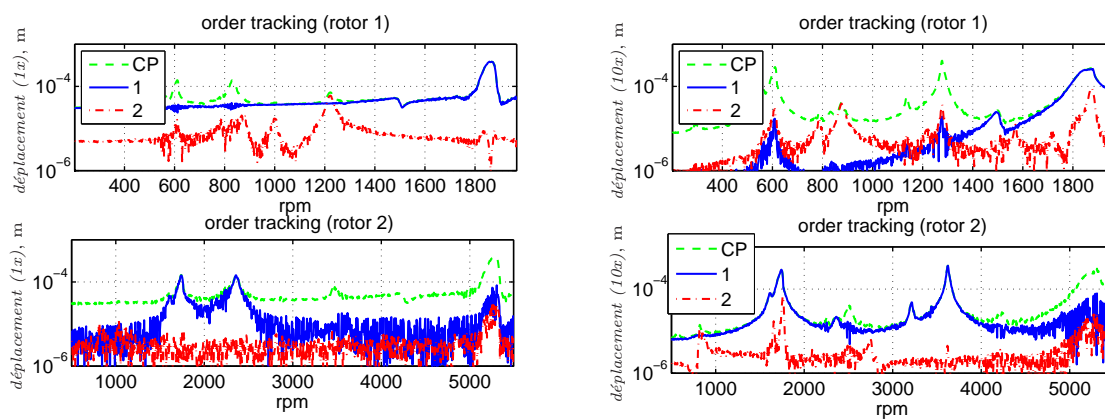 order tracking (rotor 1)
déplacement (1x), m
10⁻⁴
10⁻⁶
CP
1
2
400 600 800 1000 1200 1400 1600 1800
rpm
order tracking (rotor 1)
déplacement (10x), m
10⁻⁴
10⁻⁶
CP
1
2
400 600 800 1000 1200 1400 1600 1800
rpm
order tracking (rotor 2)
déplacement (1x), m
10⁻⁴
10⁻⁶
1000 2000 3000 4000 5000
rpm
order tracking (rotor 2)
déplacement (10x), m
10⁻⁴
10⁻⁶
CP
1
2
1000 2000 3000 4000 5000
rpm